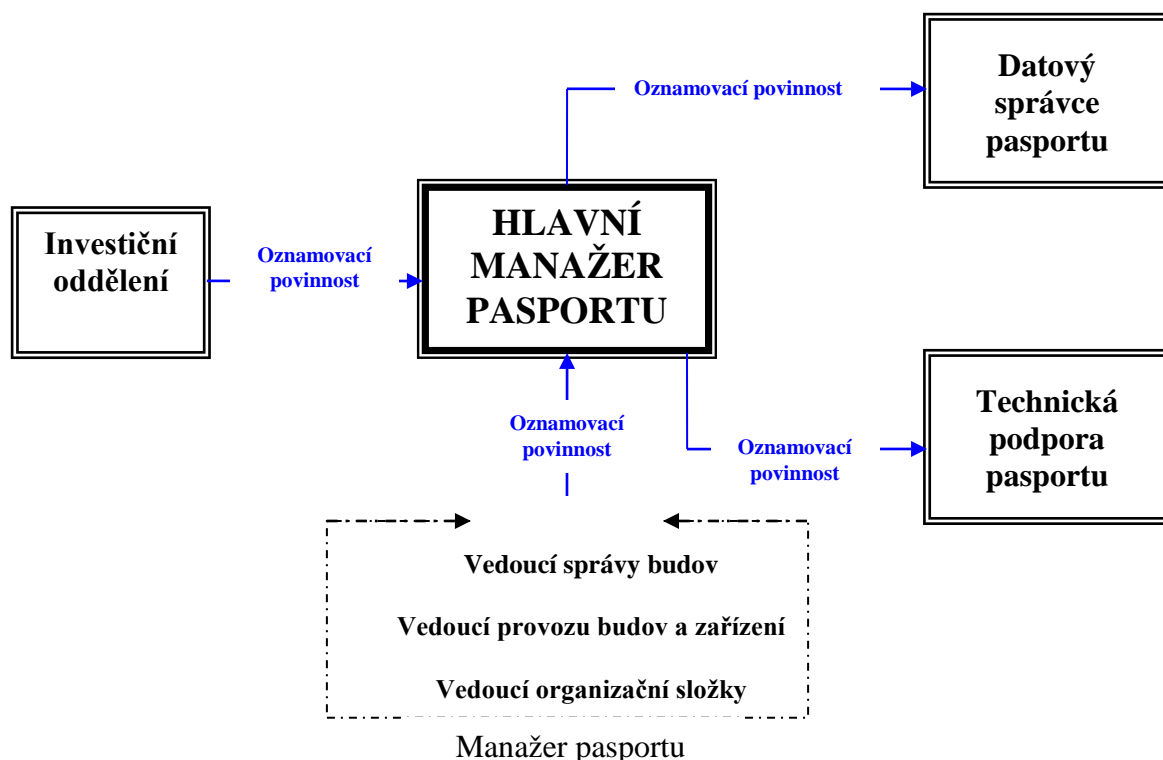 Datový
správce
pasportu
Oznamovací povinnost
HLAVNÍ
MANAŽER
PASPORTU
Investiční
oddělení
Oznamovací
povinnost
Technická
podpora
pasportu
Oznamovací
povinnost
Oznamovací
povinnost
Vedoucí správy budov
Vedoucí provozu budov a zařízení
Vedoucí organizační složky
Manažer pasportu